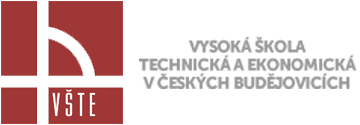 VŠTE
VYSOKÁ ŠKOLA
TECHNICKÁ A EKONOMICKÁ
V ČESKÝCH BUDĚJOVICÍCH